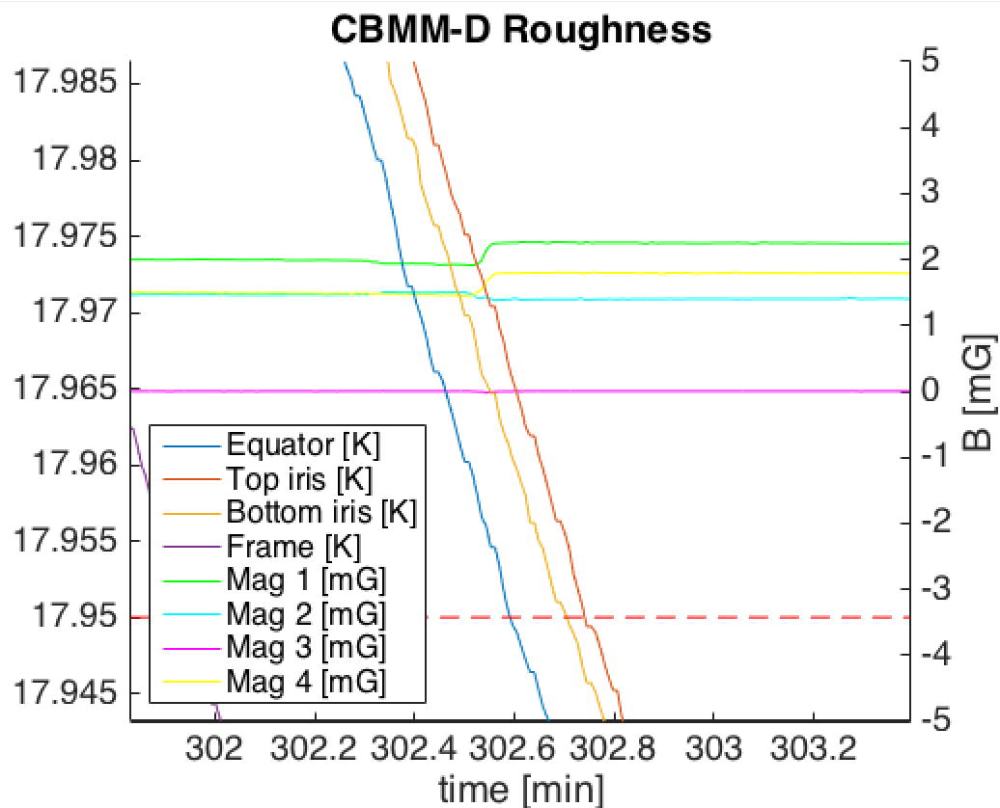 CBMM-D Roughness
17.985
17.98
17.975
17.97
17.965
17.96
17.955
17.95
17.945
5
4
3
2
1
0
-1
-2
-3
-4
-5
B [mG]
Equator [K]
Top iris [K]
Bottom iris [K]
Frame [K]
Mag 1 [mG]
Mag 2 [mG]
Mag 3 [mG]
Mag 4 [mG]
302
302.2
302.4
302.6
302.8
303
303.2
time [min]